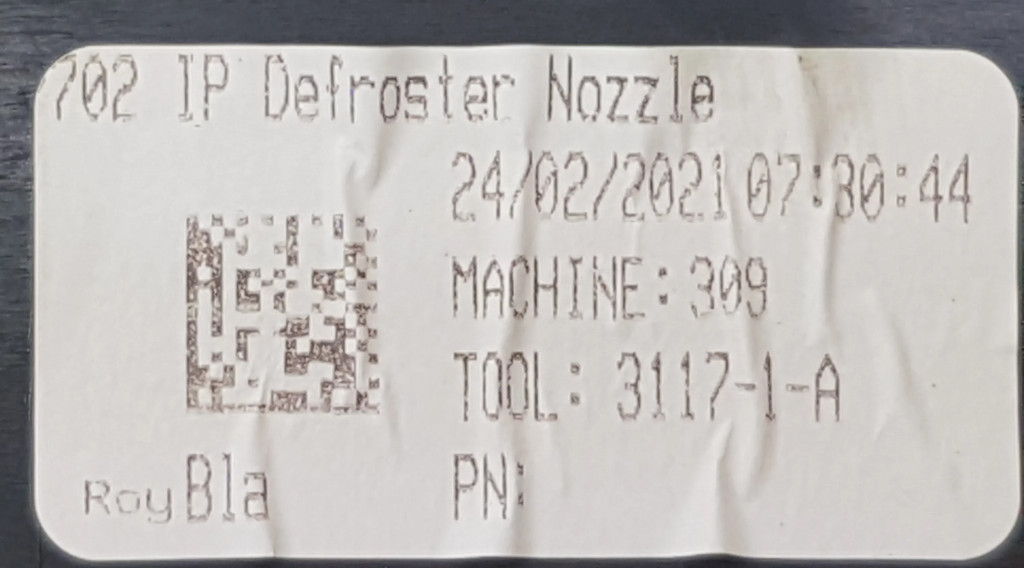 702 IP Defroster Nozzle
24/02/2021 07:30:44
MACHINE: 309
TOOL: 3117-1-A
Roy Bla PN: